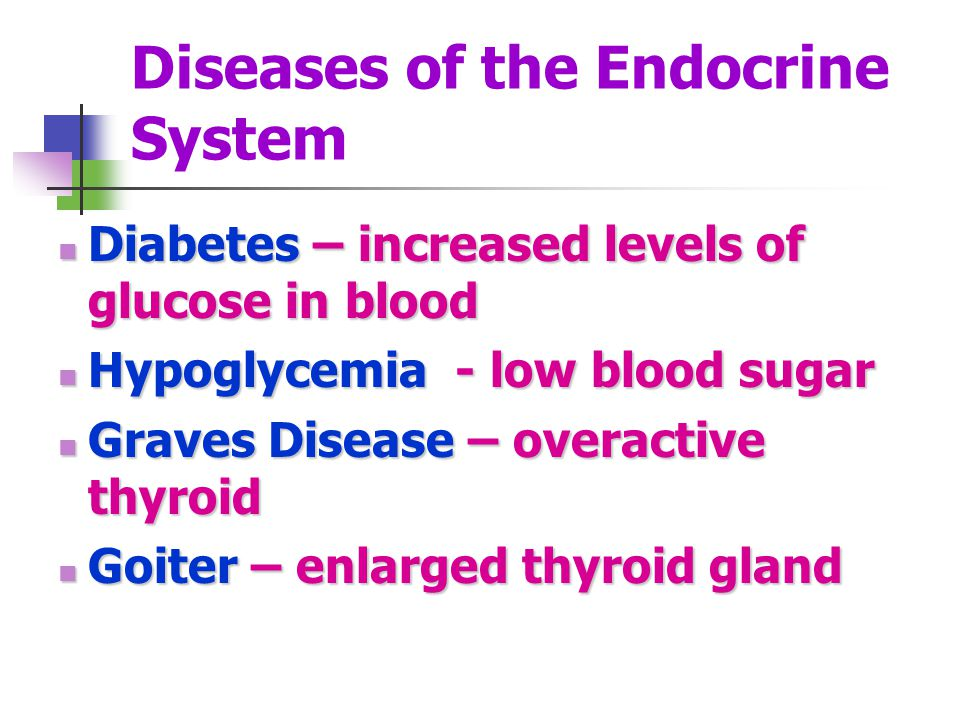 Diseases of the Endocrine
System
Diabetes – increased levels of
glucose in blood
Hypoglycemia  - low blood sugar
Graves Disease – overactive
thyroid
Goiter – enlarged thyroid gland